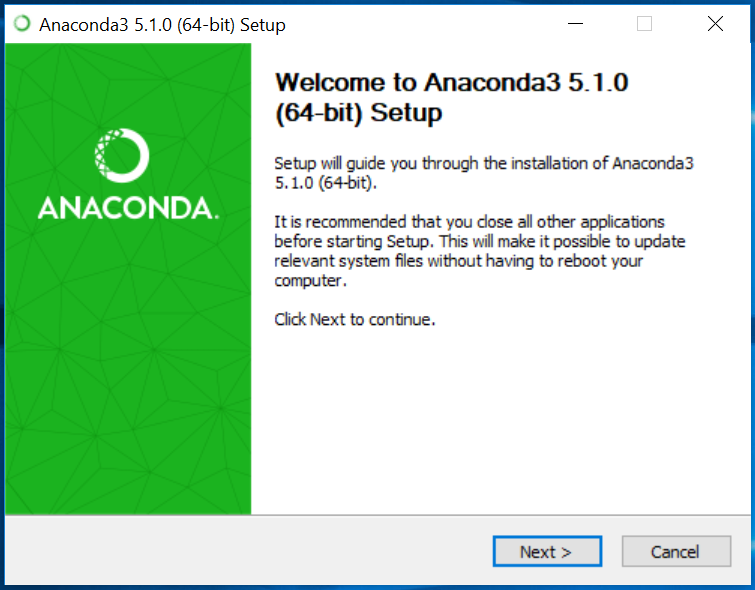 Anaconda3 5.1.0 (64-bit) Setup
ANACONDA.
Welcome to Anaconda3 5.1.0
(64-bit) Setup
Setup will guide you through the installation of Anaconda3
5.1.0 (64-bit).
It is recommended that you close all other applications
before starting Setup. This will make it possible to update
relevant system files without having to reboot your
computer.
Click Next to continue.
Next >
Cancel